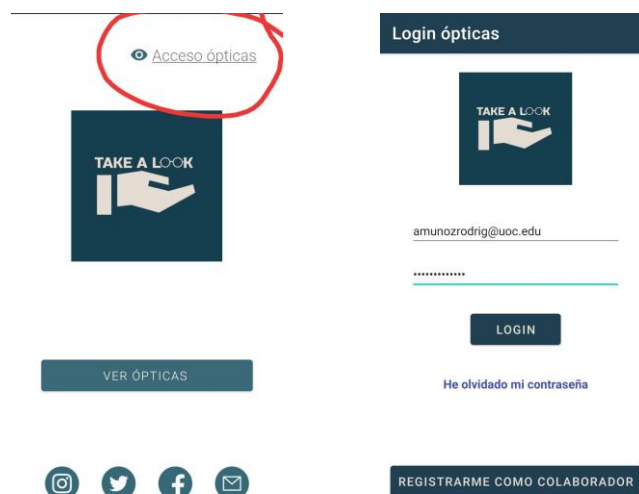 Acceso ópticas
TAKE A LOOK
VER ÓPTICAS
Login ópticas
TAKE A LOOK
amunozrodrig@uoc.edu
•••••••••••••
LOGIN
He olvidado mi contraseña
REGISTRARME COMO COLABORADOR